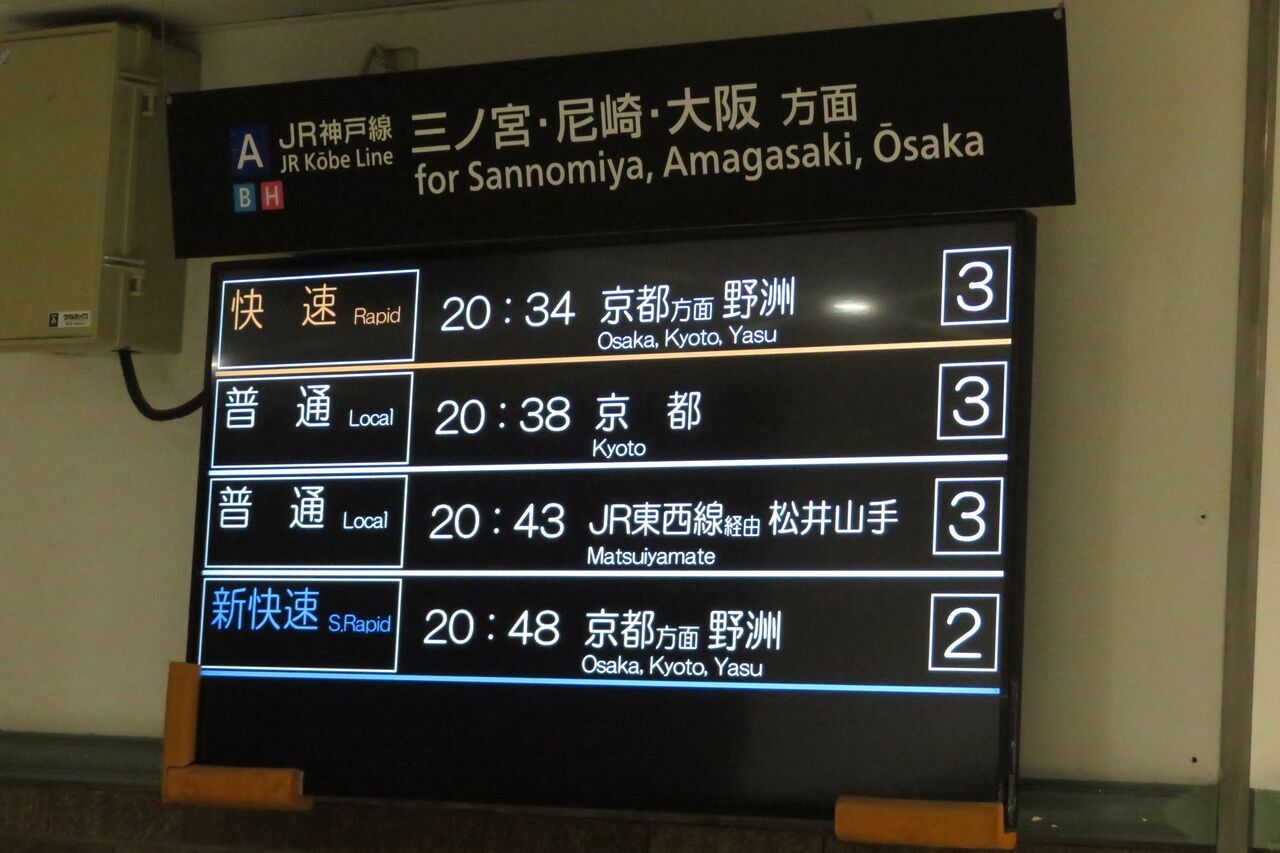 A JR神戸線 三ノ宮・尼崎・大阪 方面
JR Kōbe Line for Sannomiya, Amagasaki, Ōsaka
B H
快速 Rapid 20:34 京都方面 野洲 3
Osaka, Kyoto, Yasu
普通 Local 20:38 京都 3
Kyoto
普通 Local 20:43 JR東西線経由 松井山手 3
Matsuiyamate
新快速 S.Rapid 20:48 京都方面 野洲 2
Osaka, Kyoto, Yasu